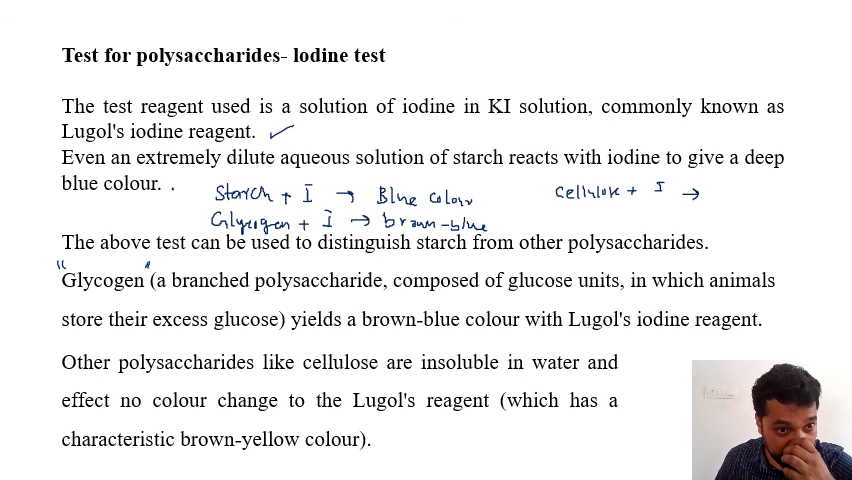 Test for polysaccharides- lodine test
The test reagent used is a solution of iodine in KI solution, commonly known as
Lugol's iodine reagent.
Even an extremely dilute aqueous solution of starch reacts with iodine to give a deep
blue colour.
Starch + I → Blue colour
Cellulose + I →
Glycogen + I → brown-blue
The above test can be used to distinguish starch from other polysaccharides.
"Glycogen" (a branched polysaccharide, composed of glucose units, in which animals
store their excess glucose) yields a brown-blue colour with Lugol's iodine reagent.
Other polysaccharides like cellulose are insoluble in water and
effect no colour change to the Lugol's reagent (which has a
characteristic brown-yellow colour).